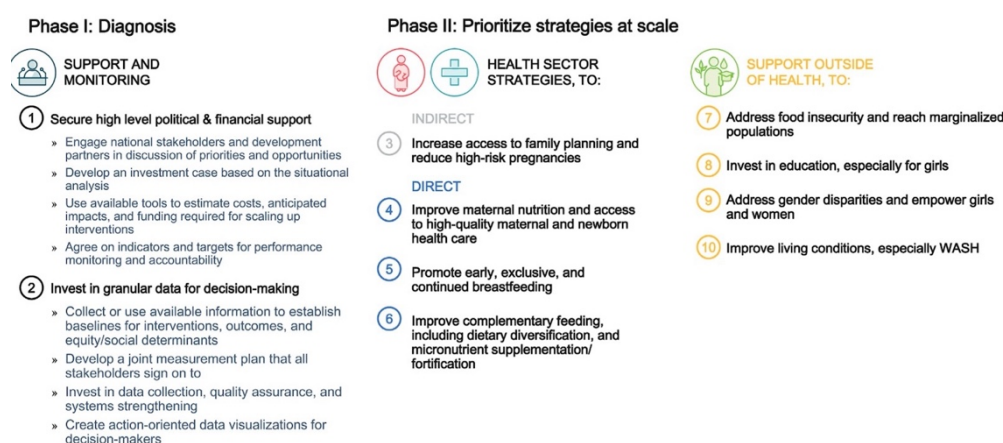 Phase I: Diagnosis
SUPPORT AND
MONITORING
1 Secure high level political & financial support
» Engage national stakeholders and development
partners in discussion of priorities and opportunities
» Develop an investment case based on the situational
analysis
» Use available tools to estimate costs, anticipated
impacts, and funding required for scaling up
interventions
» Agree on indicators and targets for performance
monitoring and accountability
2 Invest in granular data for decision-making
» Collect or use available information to establish
baselines for interventions, outcomes, and
equity/social determinants
» Develop a joint measurement plan that all
stakeholders sign on to
» Invest in data collection, quality assurance, and
systems strengthening
» Create action-oriented data visualizations for
decision-makers
Phase II: Prioritize strategies at scale
HEALTH SECTOR
STRATEGIES, TO:
INDIRECT
3 Increase access to family planning and
reduce high-risk pregnancies
DIRECT
4 Improve maternal nutrition and access
to high-quality maternal and newborn
health care
5 Promote early, exclusive, and
continued breastfeeding
6 Improve complementary feeding,
including dietary diversification, and
micronutrient supplementation/
fortification
SUPPORT OUTSIDE
OF HEALTH, TO:
7 Address food insecurity and reach marginalized
populations
8 Invest in education, especially for girls
9 Address gender disparities and empower girls
and women
10 Improve living conditions, especially WASH